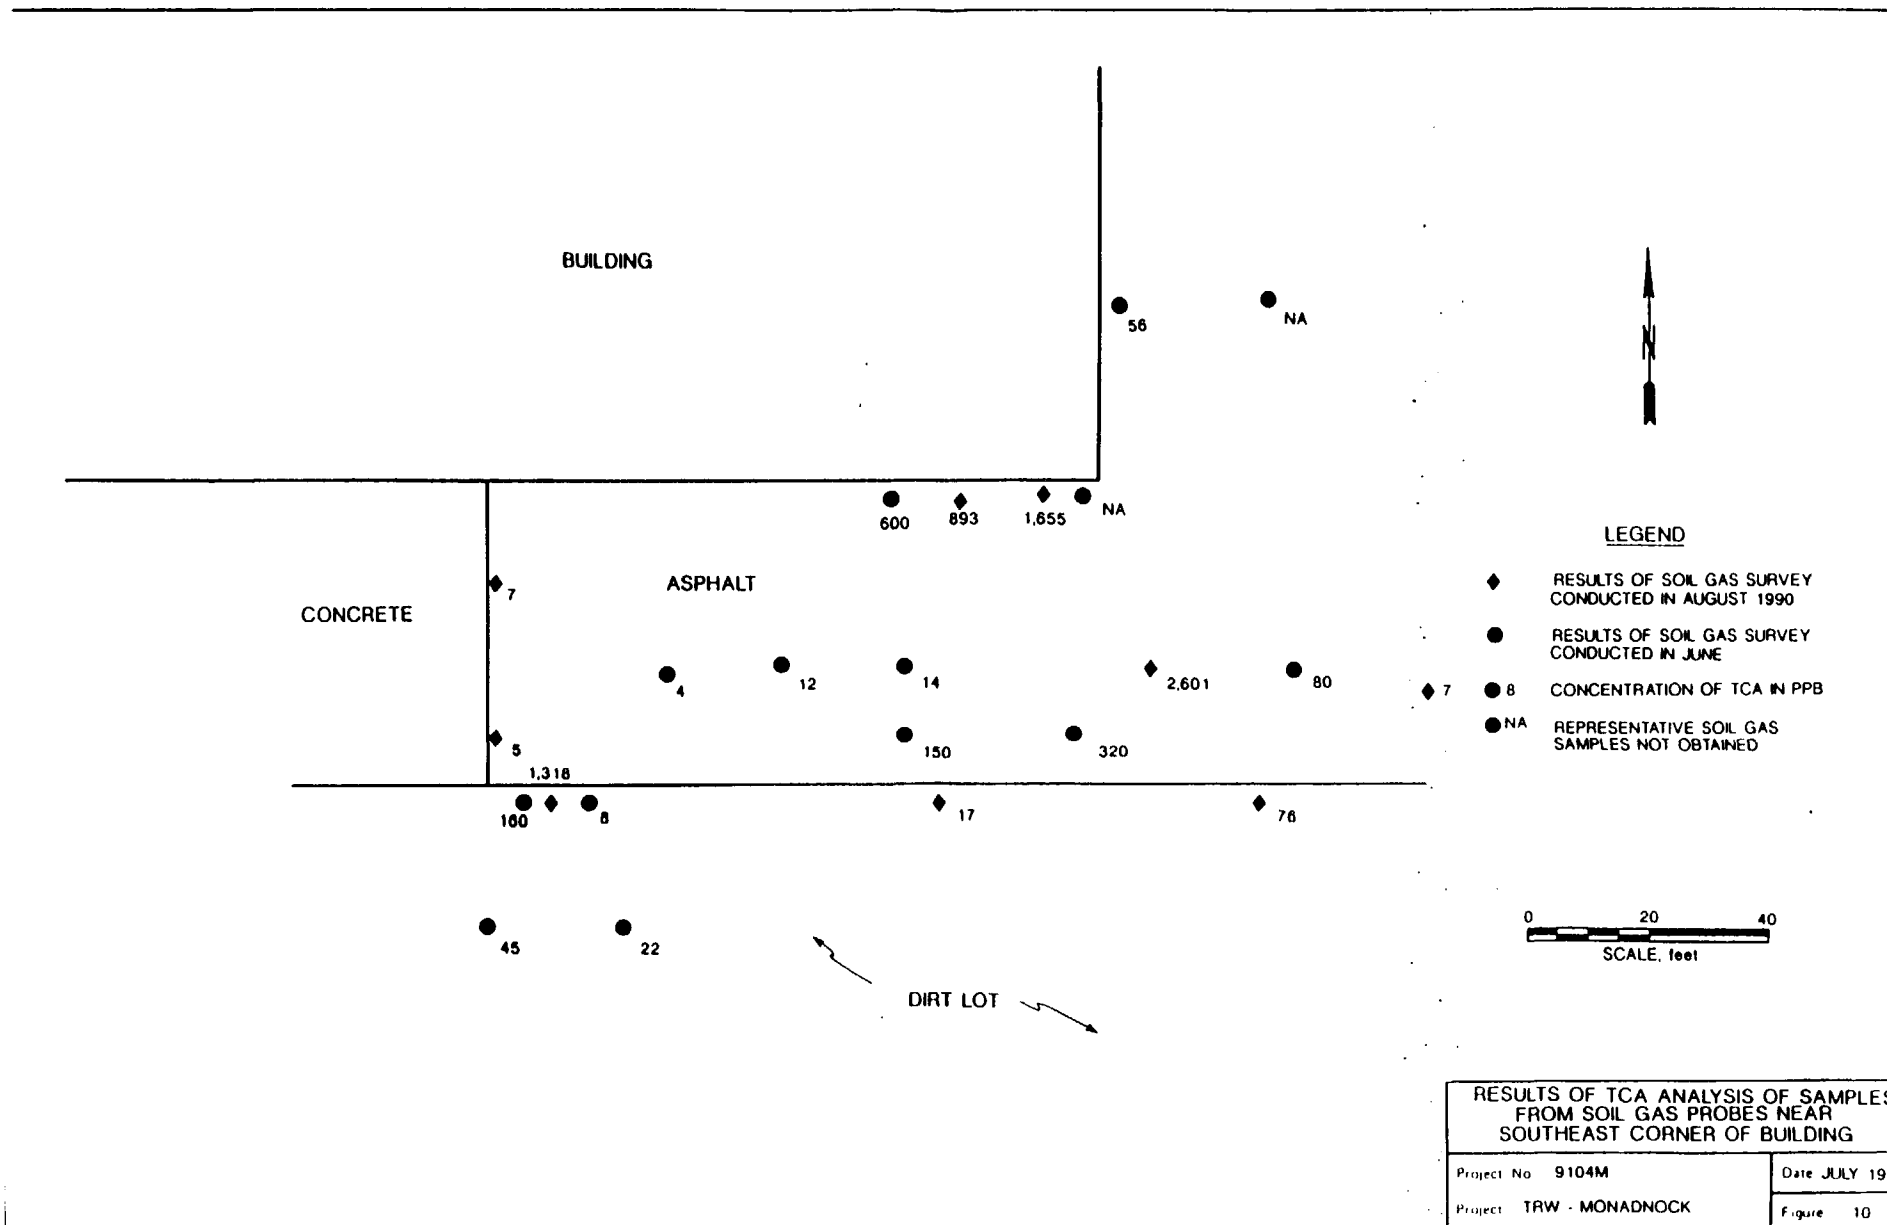 BUILDING
56
NA
N
600
893
1,655
NA
LEGEND
RESULTS OF SOIL GAS SURVEY
CONDUCTED IN AUGUST 1990
RESULTS OF SOIL GAS SURVEY
CONDUCTED IN JUNE
8 CONCENTRATION OF TCA IN PPB
NA REPRESENTATIVE SOIL GAS
SAMPLES NOT OBTAINED
7
ASPHALT
CONCRETE
4
12
14
2,601
80
7
5
150
320
1,318
160
8
17
76
45
22
DIRT LOT
0 20 40
SCALE, feet
RESULTS OF TCA ANALYSIS OF SAMPLES
FROM SOIL GAS PROBES NEAR
SOUTHEAST CORNER OF BUILDING
Project No 9104M
Date JULY 19
Project TRW - MONADNOCK
Figure 10